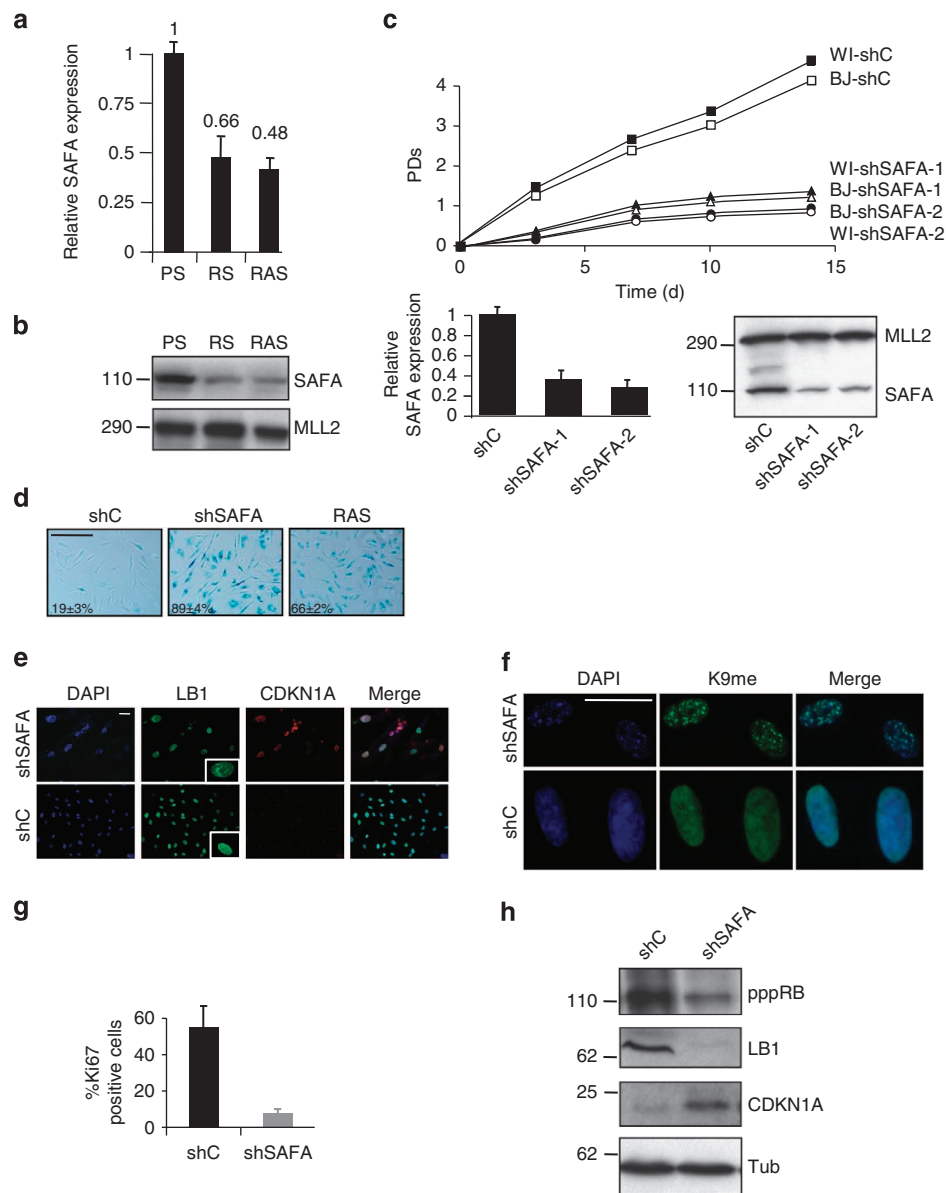 a
Relative SAFA expression
1
0.75
0.5
0.25
0
1
0.66
0.48
PS RS RAS
b
PS RS RAS
110
SAFA
290
MLL2
c
PDs
4
3
2
1
0
0 5 10 15
Time (d)
WI-shC
BJ-shC
WI-shSAFA-1
BJ-shSAFA-1
BJ-shSAFA-2
WI-shSAFA-2
Relative
SAFA expression
1
0.8
0.6
0.4
0.2
0
shC
shSAFA-1
shSAFA-2
290
110
MLL2
SAFA
shC
shSAFA-1
shSAFA-2
d
shC shSAFA RAS
19±3% 89±4% 66±2%
e
DAPI LB1 CDKN1A Merge
shSAFA
shC
f
DAPI K9me Merge
shSAFA
shC
g
%Ki67
positive cells
60
40
20
0
shC shSAFA
h
shC shSAFA
110
pppRB
62
LB1
25
CDKN1A
62
Tub